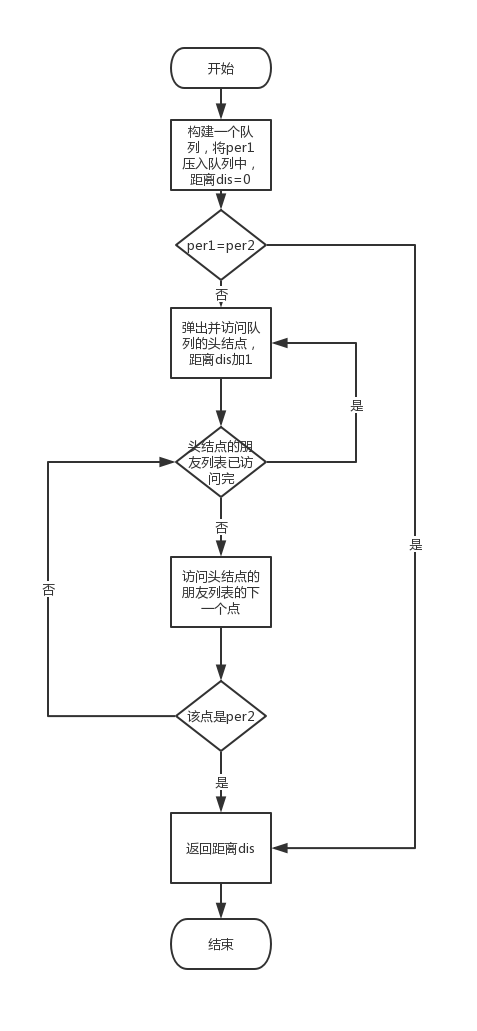 开始
构建一个队
列，将per1
压入队列中，
距离dis=0
per1=per2
否
弹出并访问队
列的头结点，
距离dis加1
是
头结点的朋
友列表已访
问完
否
是
访问头结点的
朋友列表的下
一个点
否
该点是per2
是
返回距离dis
结束